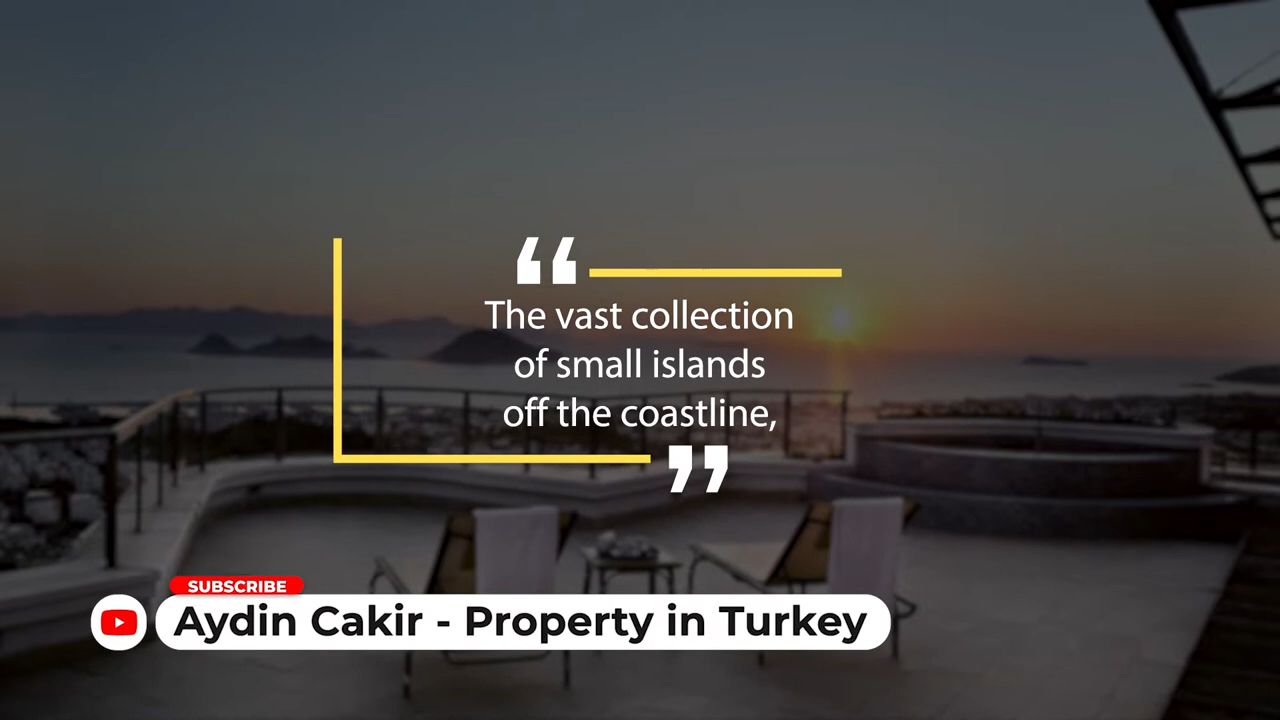 “
The vast collection
of small islands
off the coastline,
”
SUBSCRIBE
Aydin Cakir - Property in Turkey